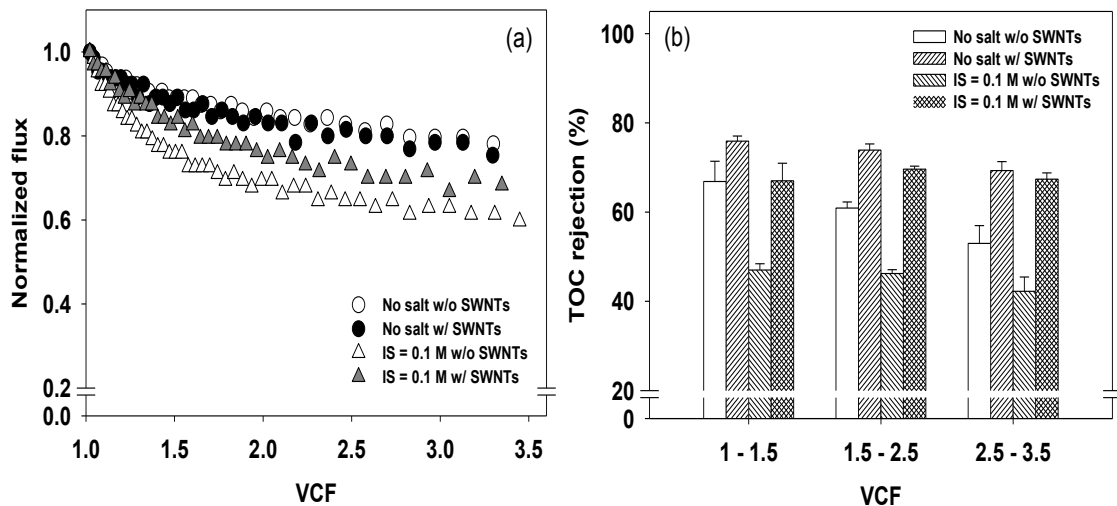 (a)
Normalized flux
1.0
0.8
0.6
0.4
0.2
0.0
No salt w/o SWNTs
No salt w/ SWNTs
IS = 0.1 M w/o SWNTs
IS = 0.1 M w/ SWNTs
1.0 1.5 2.0 2.5 3.0 3.5
VCF
(b)
TOC rejection (%)
100
80
60
40
20
0
No salt w/o SWNTs
No salt w/ SWNTs
IS = 0.1 M w/o SWNTs
IS = 0.1 M w/ SWNTs
1 - 1.5 1.5 - 2.5 2.5 - 3.5
VCF